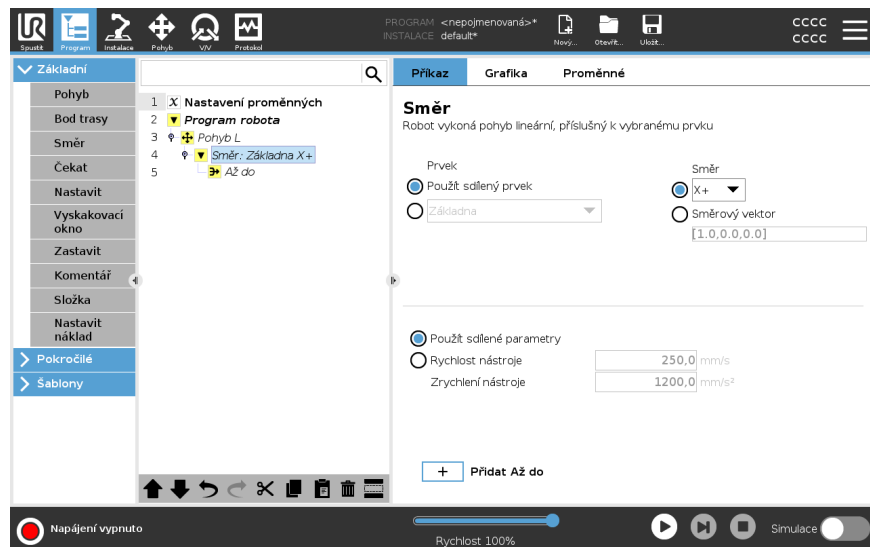 PROGRAM <nepojmenovaná>*
INSTALACE default*
Spustit
Program
Instalace
Pohyb
V/V
Protokol
Nový...
Otevřít...
Uložit...
cccc
cccc
Základní
Pohyb
Bod trasy
Směr
Čekat
Nastavit
Vyskakovací
okno
Zastavit
Komentář
Složka
Nastavit
náklad
Pokročilé
Šablony
1 X Nastavení proměnných
2 Program robota
3 Pohyb L
4 Směr: Základna X+
5 Až do
Příkaz
Grafika
Proměnné
Směr
Robot vykoná pohyb lineární, příslušný k vybranému prvku
Prvek
Použít sdílený prvek
Základna
Směr
X+
Směrový vektor
[1.0,0.0,0.0]
Použít sdílené parametry
Rychlost nástroje 250,0 mm/s
Zrychlení nástroje 1200,0 mm/s²
+ Přidat Až do
Napájení vypnuto
Rychlost 100%
Simulace